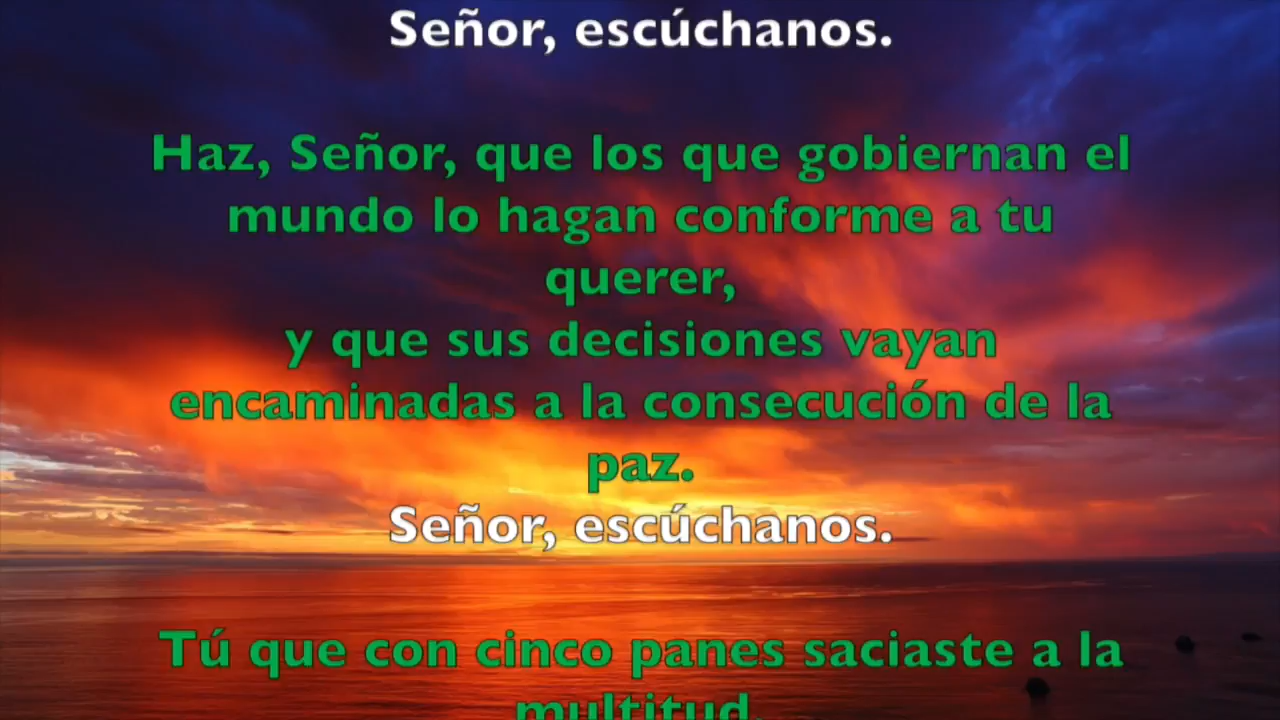 Señor, escúchanos.
Haz, Señor, que los que gobiernan el
mundo lo hagan conforme a tu
querer,
y que sus decisiones vayan
encaminadas a la consecución de la
paz.
Señor, escúchanos.
Tú que con cinco panes saciaste a la
multitud,